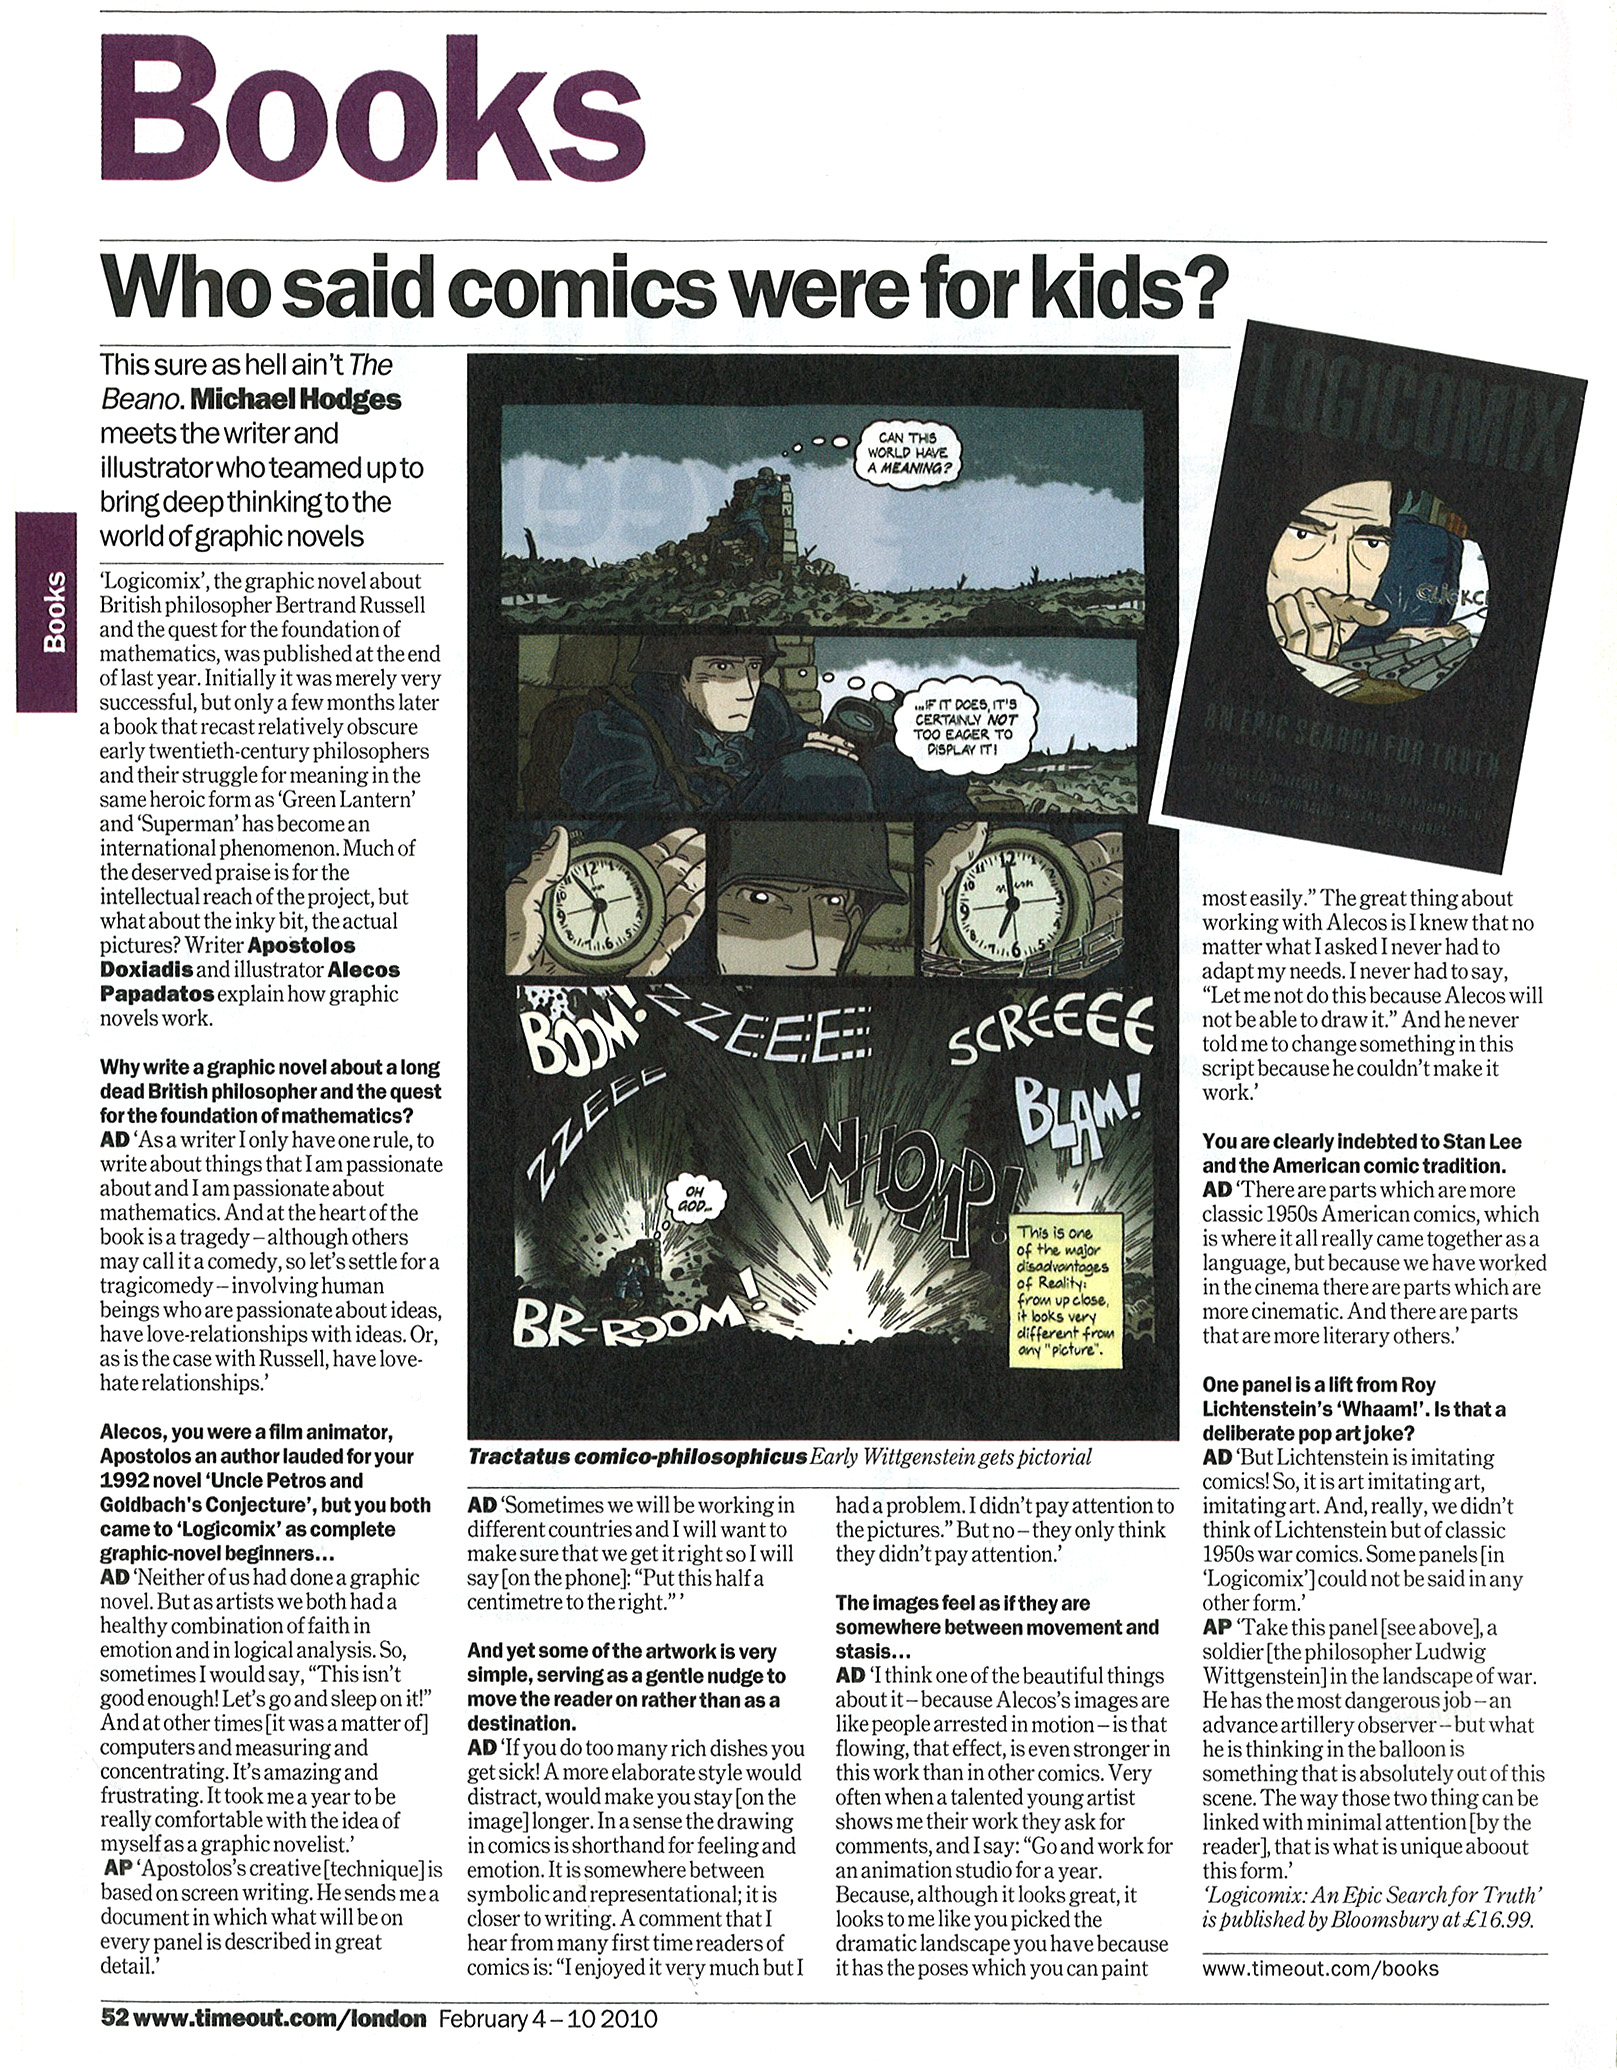 Books
Who said comics were for kids?
This sure as hell ain't The
Beano. Michael Hodges
meets the writer and
illustrator who teamed up to
bring deep thinking to the
world of graphic novels
Books
'Logicomix', the graphic novel about
British philosopher Bertrand Russell
and the quest for the foundation of
mathematics, was published at the end
of last year. Initially it was merely very
successful, but only a few months later
a book that recast relatively obscure
early twentieth-century philosophers
and their struggle for meaning in the
same heroic form as 'Green Lantern'
and 'Superman' has become an
international phenomenon. Much of
the deserved praise is for the
intellectual reach of the project, but
what about the inky bit, the actual
pictures? Writer Apostolos
Doxiadis and illustrator Alecos
Papadatos explain how graphic
novels work.
Why write a graphic novel about a long
dead British philosopher and the quest
for the foundation of mathematics?
AD 'As a writer I only have one rule, to
write about things that I am passionate
about and I am passionate about
mathematics. And at the heart of the
book is a tragedy – although others
may call it a comedy, so let's settle for a
tragicomedy – involving human
beings who are passionate about ideas,
have love-relationships with ideas. Or,
as is the case with Russell, have love-
hate relationships.'
Alecos, you were a film animator,
Apostolos an author lauded for your
1992 novel 'Uncle Petros and
Goldbach's Conjecture', but you both
came to 'Logicomix' as complete
graphic-novel beginners...
AD 'Neither of us had done a graphic
novel. But as artists we both had a
healthy combination of faith in
emotion and in logical analysis. So,
sometimes I would say, "This isn't
good enough! Let's go and sleep on it!"
And at other times [it was a matter of]
computers and measuring and
concentrating. It's amazing and
frustrating. It took me a year to be
really comfortable with the idea of
myself as a graphic novelist.'
AP 'Apostolos's creative [technique] is
based on screen writing. He sends me a
document in which what will be on
every panel is described in great
detail.'
CAN THIS
WORLD HAVE
A MEANING?
...IF IT DOES, IT'S
CERTAINLY NOT
TOO EAGER TO
DISPLAY IT!
BOOM!
ZZEEE
SCREEEE
ZZEEE
BLAM!
WHOMP!
OH
GOD...
BR-ROOM!
This is one
of the major
disadvantages
of Reality:
from up close,
it looks very
different from
any "picture".
Tractatus comico-philosophicus Early Wittgenstein gets pictorial
AD 'Sometimes we will be working in
different countries and I will want to
make sure that we get it right so I will
say [on the phone]: "Put this half a
centimetre to the right." '
And yet some of the artwork is very
simple, serving as a gentle nudge to
move the reader on rather than as a
destination.
AD 'If you do too many rich dishes you
get sick! A more elaborate style would
distract, would make you stay [on the
image] longer. In a sense the drawing
in comics is shorthand for feeling and
emotion. It is somewhere between
symbolic and representational; it is
closer to writing. A comment that I
hear from many first time readers of
comics is: "I enjoyed it very much but I
had a problem. I didn't pay attention to
the pictures." But no – they only think
they didn't pay attention.'
The images feel as if they are
somewhere between movement and
stasis...
AD 'I think one of the beautiful things
about it – because Alecos's images are
like people arrested in motion – is that
flowing, that effect, is even stronger in
this work than in other comics. Very
often when a talented young artist
shows me their work they ask for
comments, and I say: "Go and work for
an animation studio for a year.
Because, although it looks great, it
looks to me like you picked the
dramatic landscape you have because
it has the poses which you can paint
LOGICOMIX
CLICK
AN EPIC SEARCH FOR TRUTH
most easily." The great thing about
working with Alecos is I knew that no
matter what I asked I never had to
adapt my needs. I never had to say,
"Let me not do this because Alecos will
not be able to draw it." And he never
told me to change something in this
script because he couldn't make it
work.'
You are clearly indebted to Stan Lee
and the American comic tradition.
AD 'There are parts which are more
classic 1950s American comics, which
is where it all really came together as a
language, but because we have worked
in the cinema there are parts which are
more cinematic. And there are parts
that are more literary others.'
One panel is a lift from Roy
Lichtenstein's 'Whaam!'. Is that a
deliberate pop art joke?
AD 'But Lichtenstein is imitating
comics! So, it is art imitating art,
imitating art. And, really, we didn't
think of Lichtenstein but of classic
1950s war comics. Some panels [in
'Logicomix'] could not be said in any
other form.'
AP 'Take this panel [see above], a
soldier [the philosopher Ludwig
Wittgenstein] in the landscape of war.
He has the most dangerous job – an
advance artillery observer – but what
he is thinking in the balloon is
something that is absolutely out of this
scene. The way those two thing can be
linked with minimal attention [by the
reader], that is what is unique aboout
this form.'
'Logicomix: An Epic Search for Truth'
is published by Bloomsbury at £16.99.
www.timeout.com/books
52 www.timeout.com/london February 4 – 10 2010